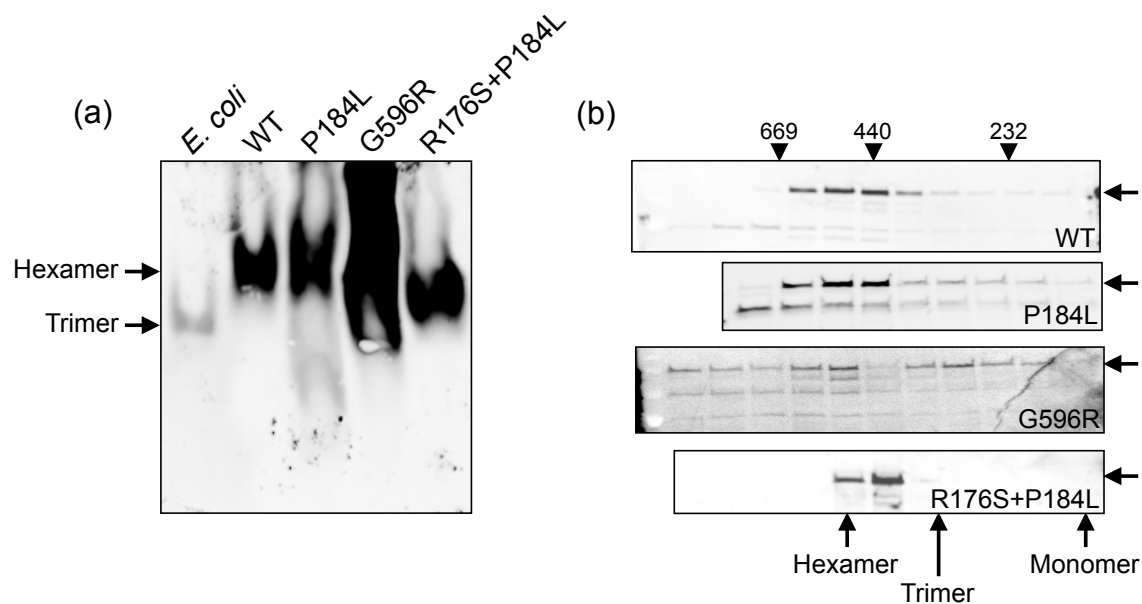 (a)
E. coli
WT
P184L
G596R
R176S+P184L
Hexamer
Trimer
(b)
669 440 232
WT
P184L
G596R
R176S+P184L
Hexamer
Trimer
Monomer